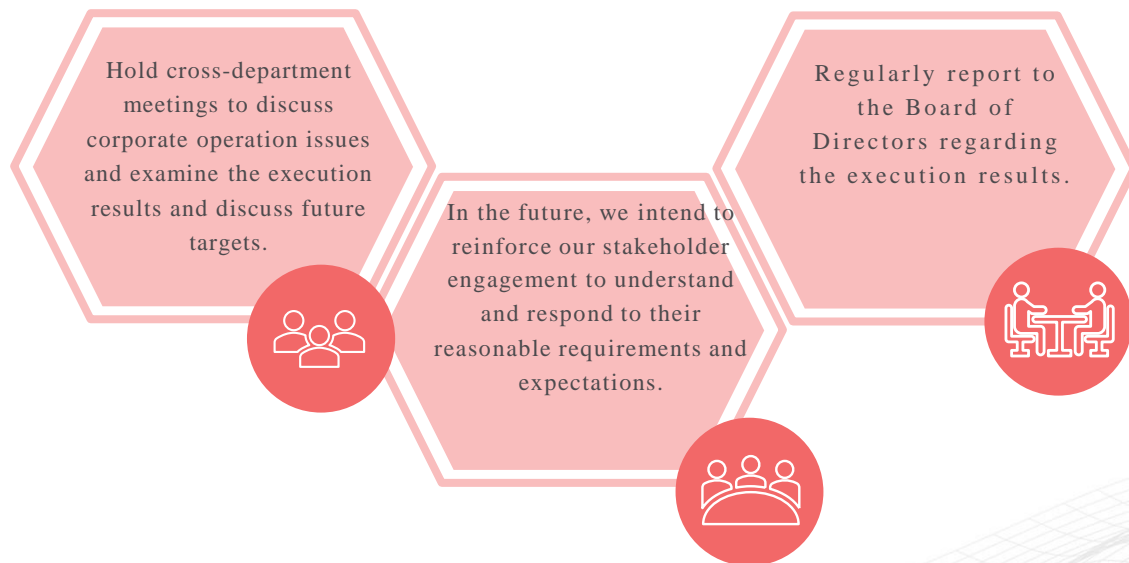 Hold cross-department
meetings to discuss
corporate operation issues
and examine the execution
results and discuss future
targets.
In the future, we intend to
reinforce our stakeholder
engagement to understand
and respond to their
reasonable requirements and
expectations.
Regularly report to
the Board of
Directors regarding
the execution results.